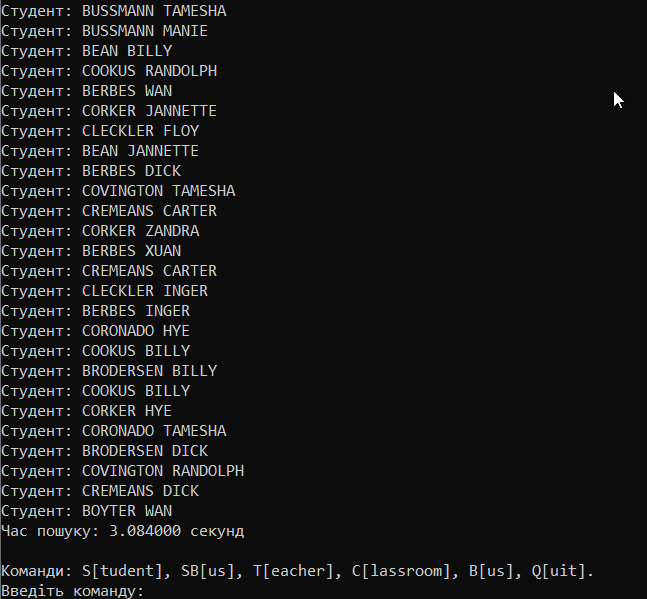 Студент: BUSSMANN TAMESHA
Студент: BUSSMANN MANIE
Студент: BEAN BILLY
Студент: COOKUS RANDOLPH
Студент: BERBES WAN
Студент: CORKER JANNETTE
Студент: CLECKLER FLOY
Студент: BEAN JANNETTE
Студент: BERBES DICK
Студент: COVINGTON TAMESHA
Студент: CREMEANS CARTER
Студент: CORKER ZANDRA
Студент: BERBES XUAN
Студент: CREMEANS CARTER
Студент: CLECKLER INGER
Студент: BERBES INGER
Студент: CORONADO HYE
Студент: COOKUS BILLY
Студент: BRODERSEN BILLY
Студент: COOKUS BILLY
Студент: CORKER HYE
Студент: CORONADO TAMESHA
Студент: BRODERSEN DICK
Студент: COVINGTON RANDOLPH
Студент: CREMEANS DICK
Студент: BOYTER WAN
Час пошуку: 3.084000 секунд

Команди: S[tudent], SB[us], T[eacher], C[lassroom], B[us], Q[uit].
Введіть команду: